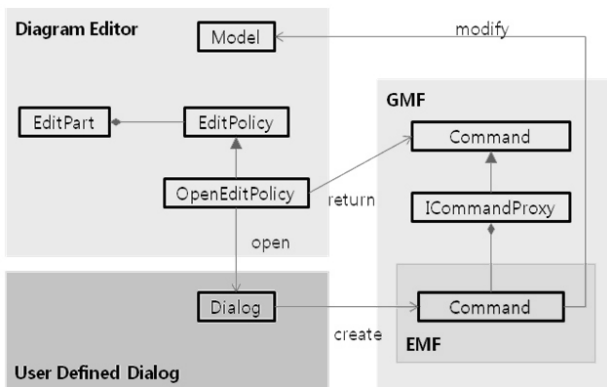 Diagram Editor
Model
modify
GMF
EditPart
EditPolicy
Command
OpenEditPolicy
return
ICommandProxy
open
Dialog
Command
create
EMF
User Defined Dialog